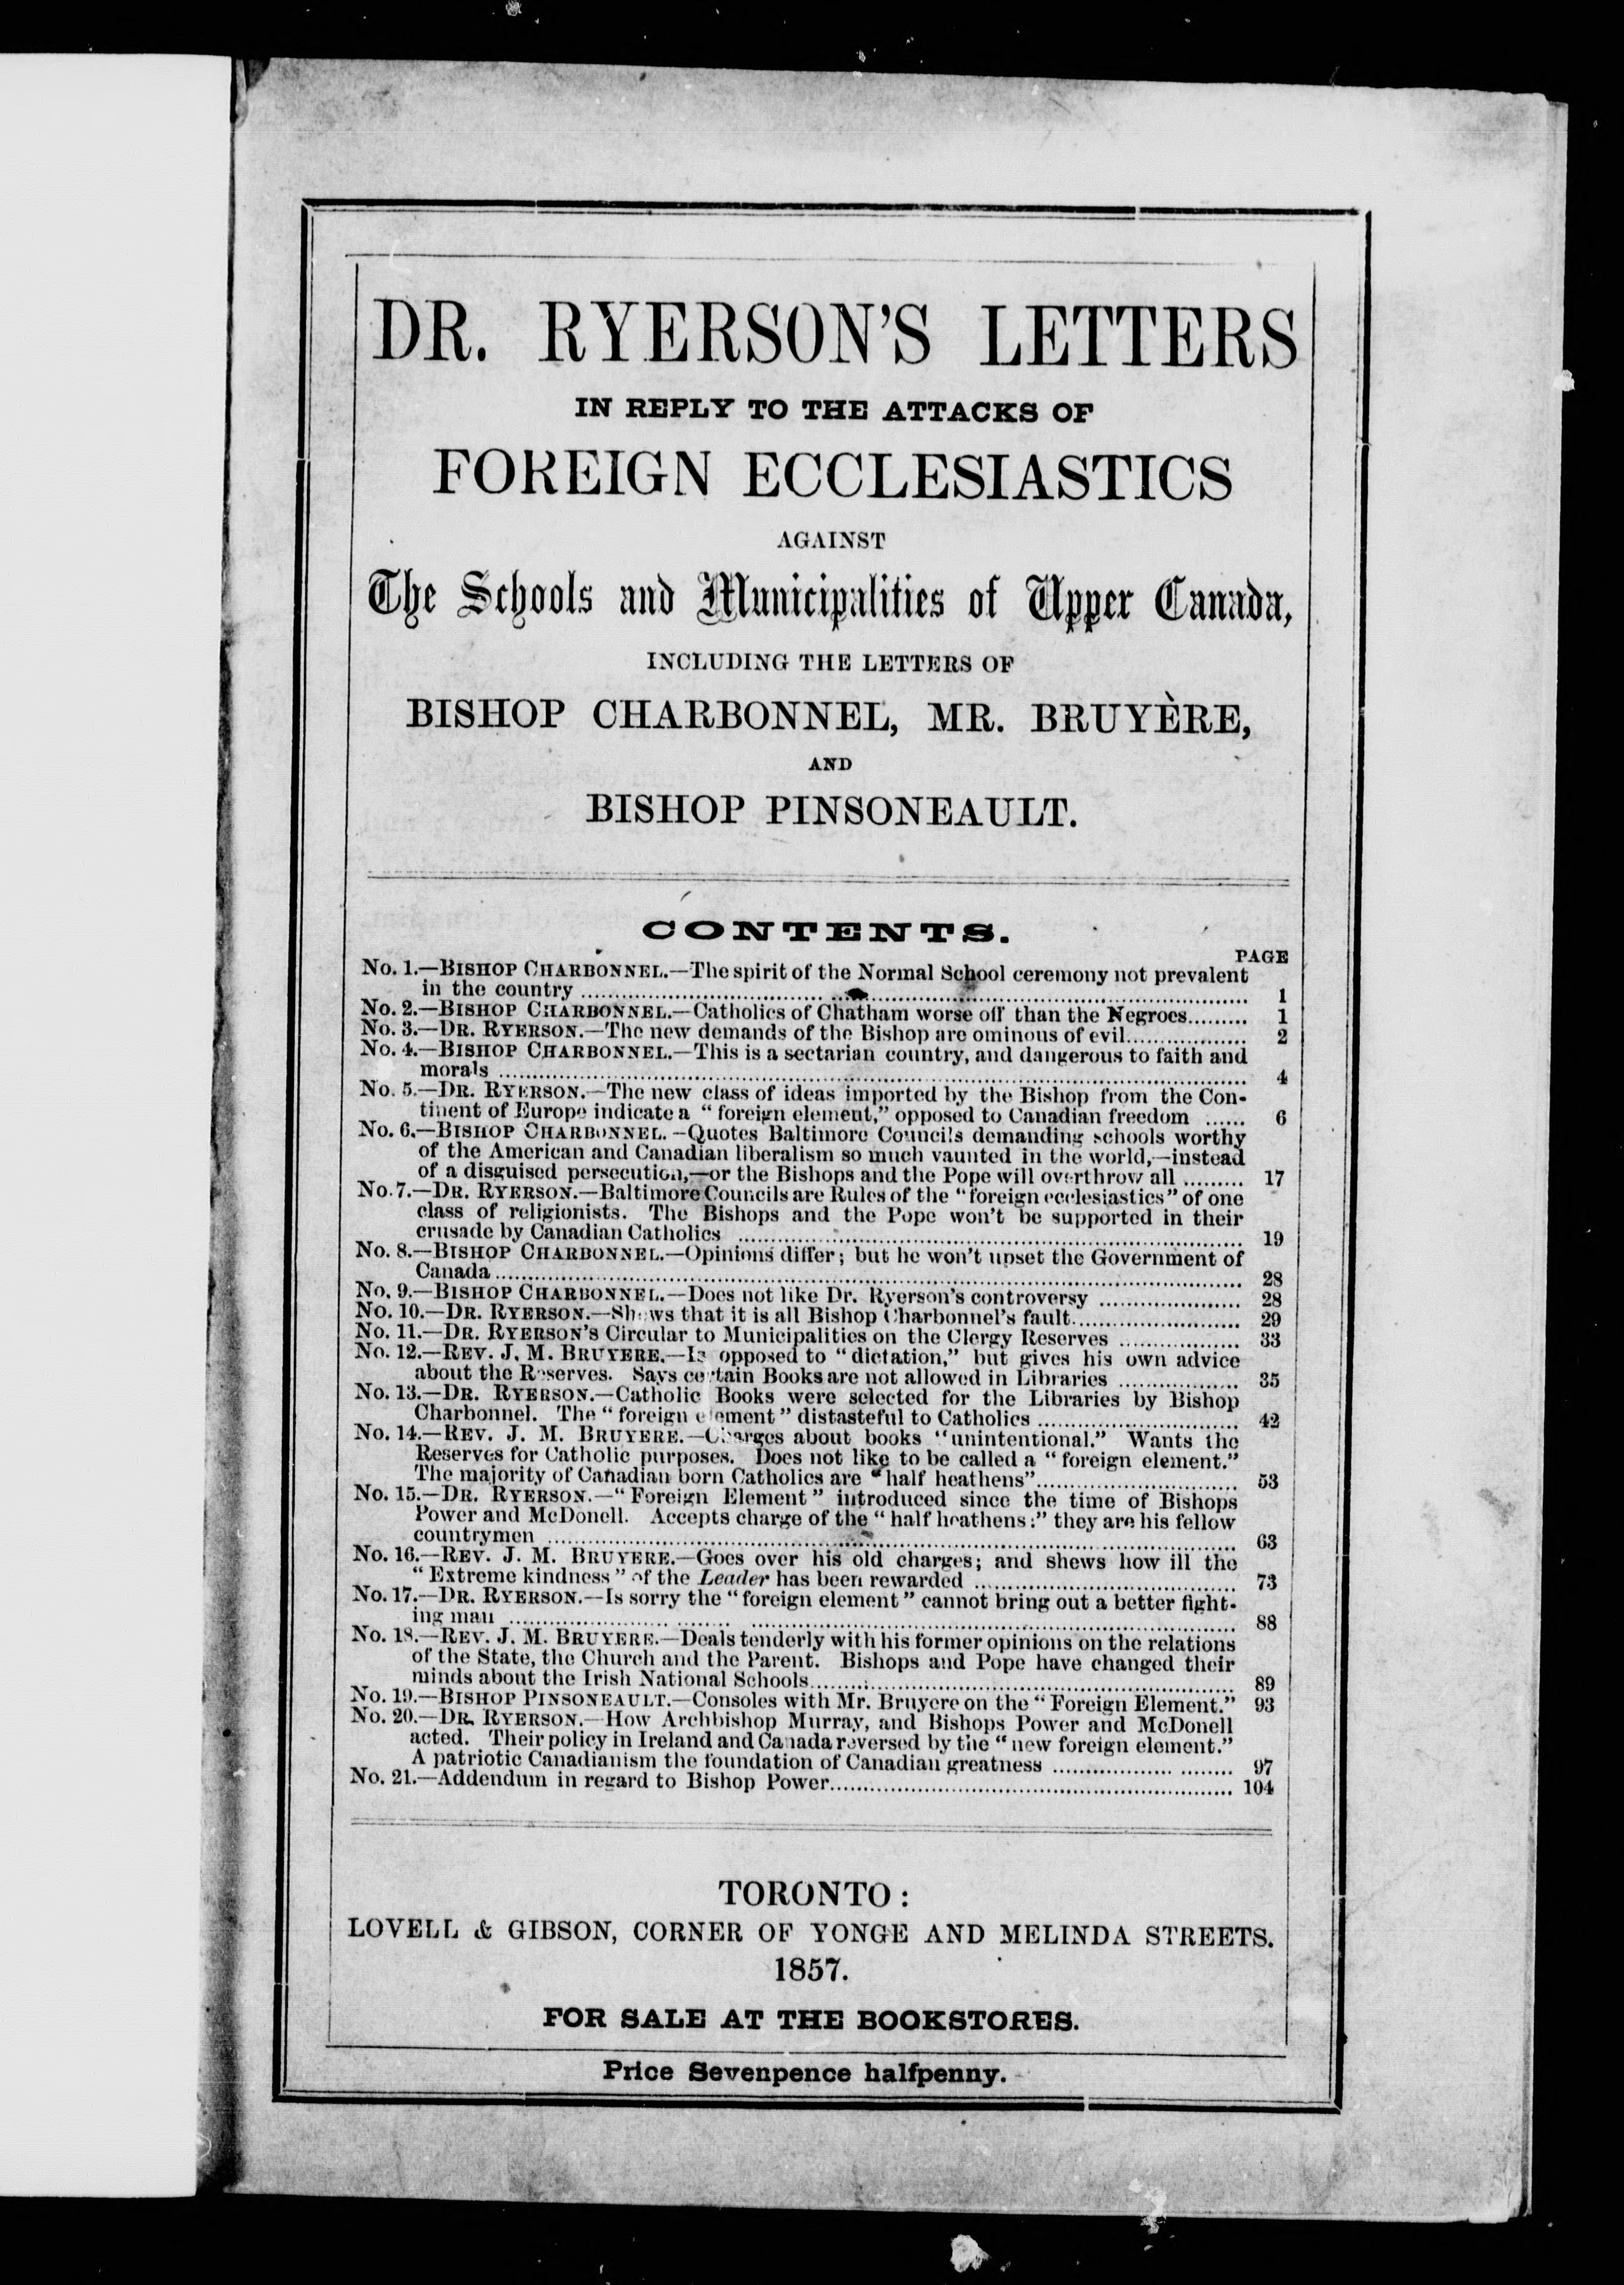 DR. RYERSON'S LETTERS
IN REPLY TO THE ATTACKS OF
FOREIGN ECCLESIASTICS
AGAINST
The Schools and Municipalities of Upper Canada,
INCLUDING THE LETTERS OF
BISHOP CHARBONNEL, MR. BRUYÈRE,
AND
BISHOP PINSONEAULT.
CONTENTS.
PAGE
No. 1.—BISHOP CHARBONNEL.—The spirit of the Normal School ceremony not prevalent
in the country ........................ 1
No. 2.—BISHOP CHARBONNEL.—Catholics of Chatham worse off than the Negroes......... 1
No. 3.—DR. RYERSON.—The new demands of the Bishop are ominous of evil.................. 2
No. 4.—BISHOP CHARBONNEL.—This is a sectarian country, and dangerous to faith and
morals ........................ 4
No. 5.—DR. RYERSON.—The new class of ideas imported by the Bishop from the Con-
tinent of Europe indicate a "foreign element," opposed to Canadian freedom ...... 6
No. 6.—BISHOP CHARBONNEL.—Quotes Baltimore Councils demanding schools worthy
of the American and Canadian liberalism so much vaunted in the world,—instead
of a disguised persecution,—or the Bishops and the Pope will overthrow all ......... 17
No. 7.—DR. RYERSON.—Baltimore Councils are Rules of the "foreign ecclesiastics" of one
class of religionists. The Bishops and the Pope won't be supported in their
crusade by Canadian Catholics ........................ 19
No. 8.—BISHOP CHARBONNEL.—Opinions differ; but he won't upset the Government of
Canada ........................ 28
No. 9.—BISHOP CHARBONNEL.—Does not like Dr. Ryerson's controversy ..................... 28
No. 10.—DR. RYERSON.—Shews that it is all Bishop Charbonnel's fault......................... 29
No. 11.—DR. RYERSON'S Circular to Municipalities on the Clergy Reserves .................. 33
No. 12.—REV. J. M. BRUYERE.—Is opposed to "dictation," but gives his own advice
about the Reserves. Says certain Books are not allowed in Libraries .................. 35
No. 13.—DR. RYERSON.—Catholic Books were selected for the Libraries by Bishop
Charbonnel. The "foreign element" distasteful to Catholics .............................. 42
No. 14.—REV. J. M. BRUYERE.—Charges about books "unintentional." Wants the
Reserves for Catholic purposes. Does not like to be called a "foreign element."
The majority of Canadian born Catholics are "half heathens".............................. 53
No. 15.—DR. RYERSON.—"Foreign Element" introduced since the time of Bishops
Power and McDonell. Accepts charge of the "half heathens:" they are his fellow
countrymen ........................ 63
No. 16.—REV. J. M. BRUYERE.—Goes over his old charges; and shews how ill the
"Extreme kindness" of the Leader has been rewarded ........................ 73
No. 17.—DR. RYERSON.—Is sorry the "foreign element" cannot bring out a better fight-
ing man ........................ 88
No. 18.—REV. J. M. BRUYERE.—Deals tenderly with his former opinions on the relations
of the State, the Church and the Parent. Bishops and Pope have changed their
minds about the Irish National Schools........................ 89
No. 19.—BISHOP PINSONEAULT.—Consoles with Mr. Bruyere on the "Foreign Element." 93
No. 20.—DR. RYERSON.—How Archbishop Murray, and Bishops Power and McDonell
acted. Their policy in Ireland and Canada reversed by the "new foreign element."
A patriotic Canadianism the foundation of Canadian greatness .................. ......... 97
No. 21.—Addendum in regard to Bishop Power........................ 104
TORONTO:
LOVELL & GIBSON, CORNER OF YONGE AND MELINDA STREETS.
1857.
FOR SALE AT THE BOOKSTORES.
Price Sevenpence halfpenny.